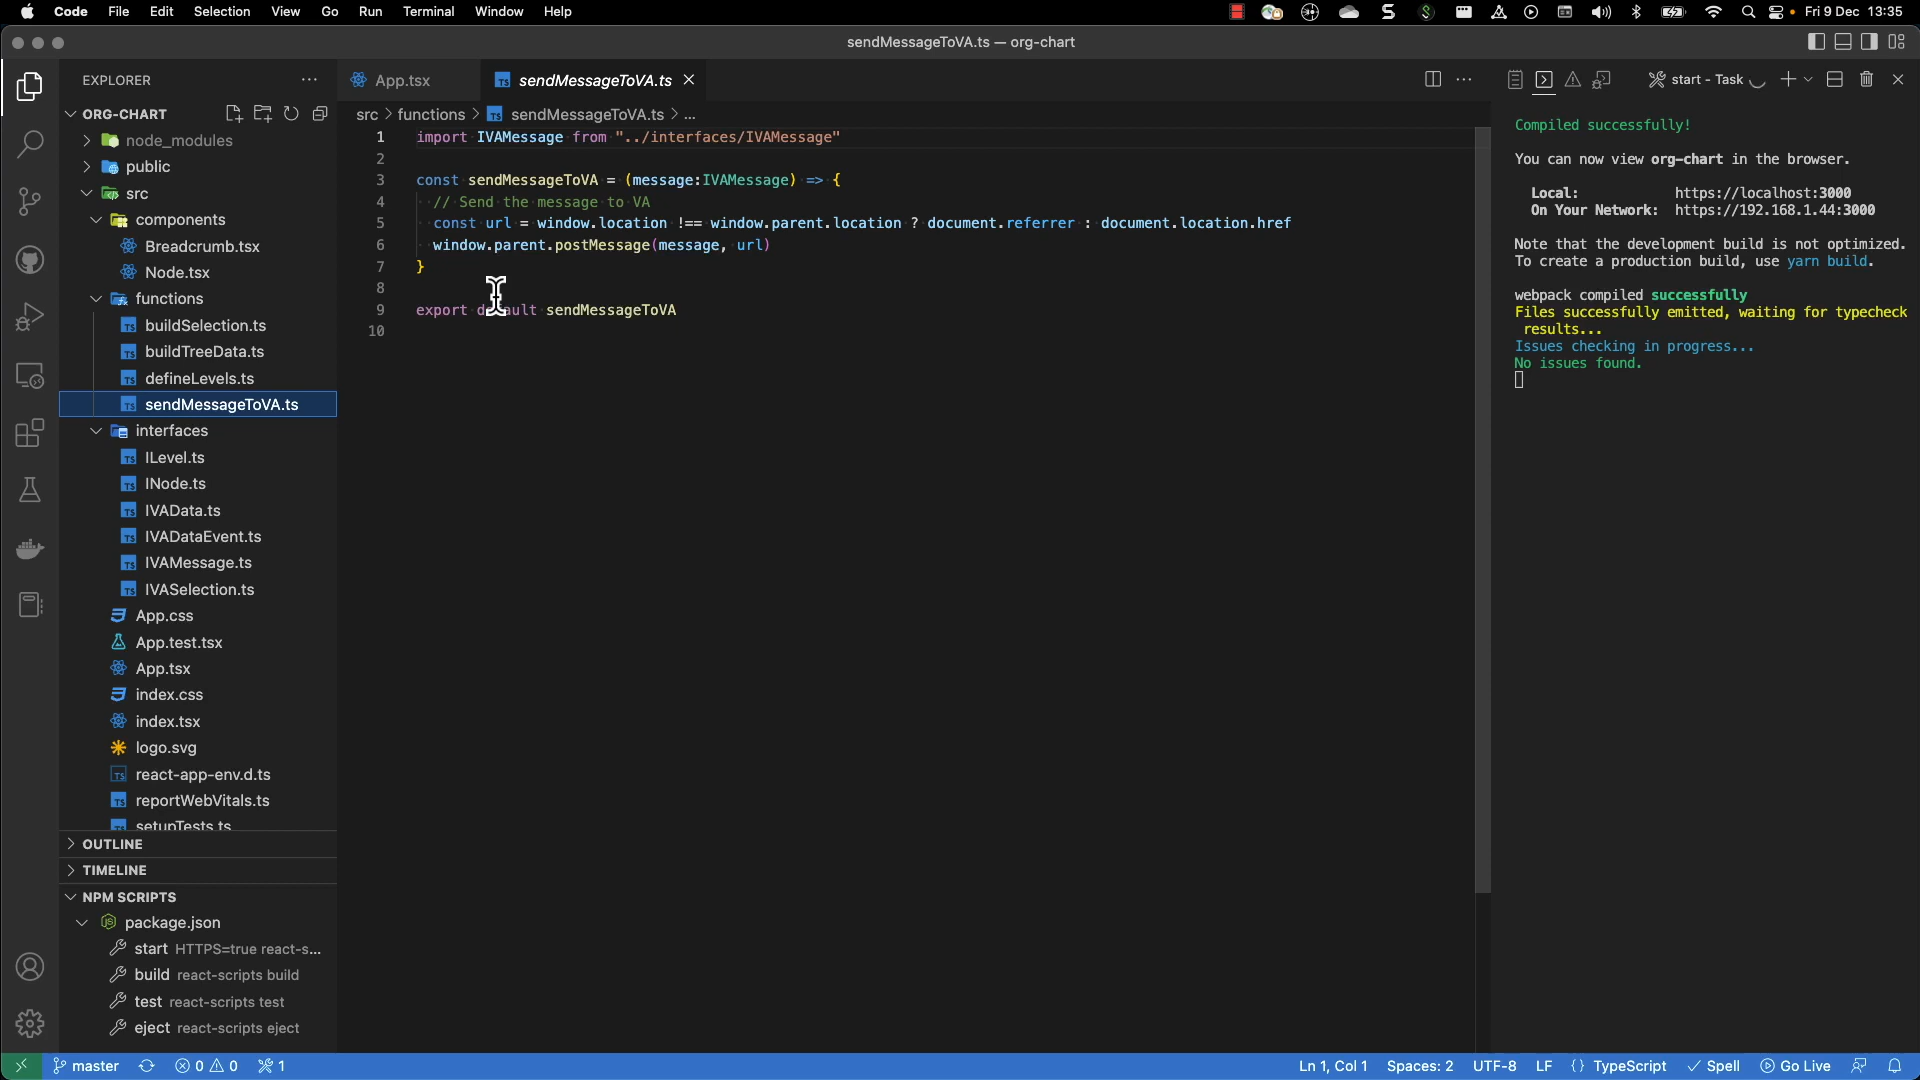 Code File Edit Selection View Go Run Terminal Window Help
Fri 9 Dec 13:35
sendMessageToVA.ts — org-chart
EXPLORER
ORG-CHART
node_modules
public
src
components
Breadcrumb.tsx
Node.tsx
functions
buildSelection.ts
buildTreeData.ts
defineLevels.ts
sendMessageToVA.ts
interfaces
ILevel.ts
INode.ts
IVAData.ts
IVADataEvent.ts
IVAMessage.ts
IVASelection.ts
App.css
App.test.tsx
App.tsx
index.css
index.tsx
logo.svg
react-app-env.d.ts
reportWebVitals.ts
setupTests.ts
OUTLINE
TIMELINE
NPM SCRIPTS
package.json
start HTTPS=true react-s...
build react-scripts build
test react-scripts test
eject react-scripts eject
App.tsx
sendMessageToVA.ts
src > functions > sendMessageToVA.ts > ...
1 import IVAMessage from "../interfaces/IVAMessage"
2
3 const sendMessageToVA = (message:IVAMessage) => {
4 // Send the message to VA
5 const url = window.location !== window.parent.location ? document.referrer : document.location.href
6 window.parent.postMessage(message, url)
7 }
8
9 export default sendMessageToVA
10
start - Task
Compiled successfully!
You can now view org-chart in the browser.
Local: https://localhost:3000
On Your Network: https://192.168.1.44:3000
Note that the development build is not optimized.
To create a production build, use yarn build.
webpack compiled successfully
Files successfully emitted, waiting for typecheck
results...
Issues checking in progress...
No issues found.
master 0 0 1
Ln 1, Col 1 Spaces: 2 UTF-8 LF {} TypeScript Spell Go Live